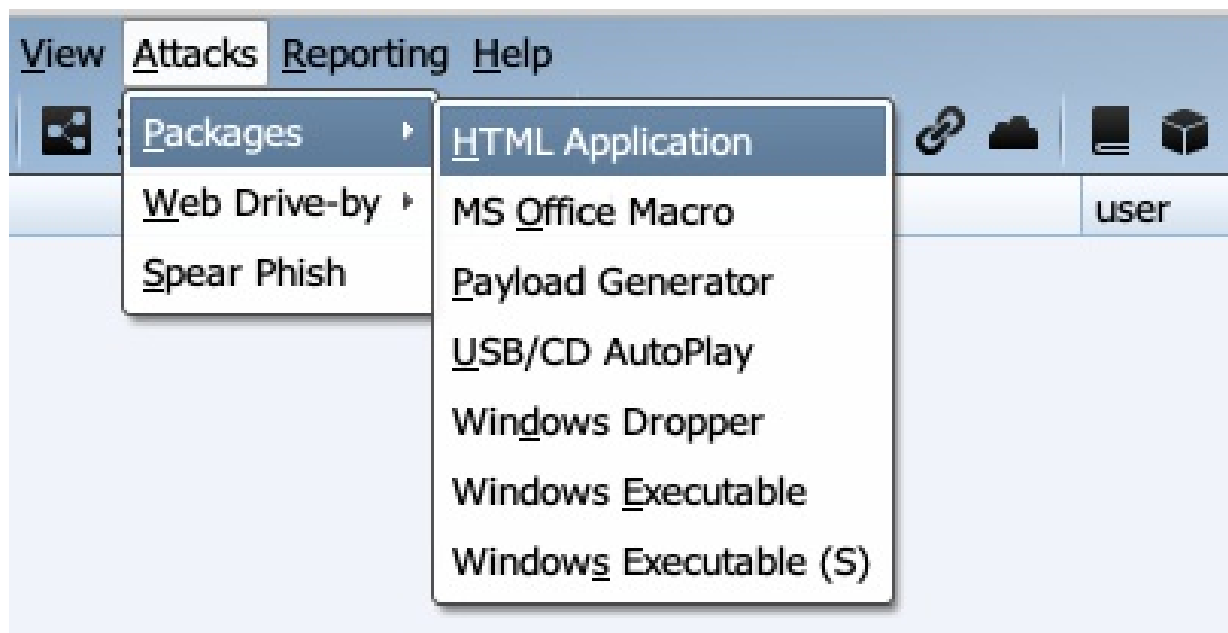 View Attacks Reporting Help
Packages
Web Drive-by
Spear Phish
HTML Application
MS Office Macro
Payload Generator
USB/CD AutoPlay
Windows Dropper
Windows Executable
Windows Executable (S)
user